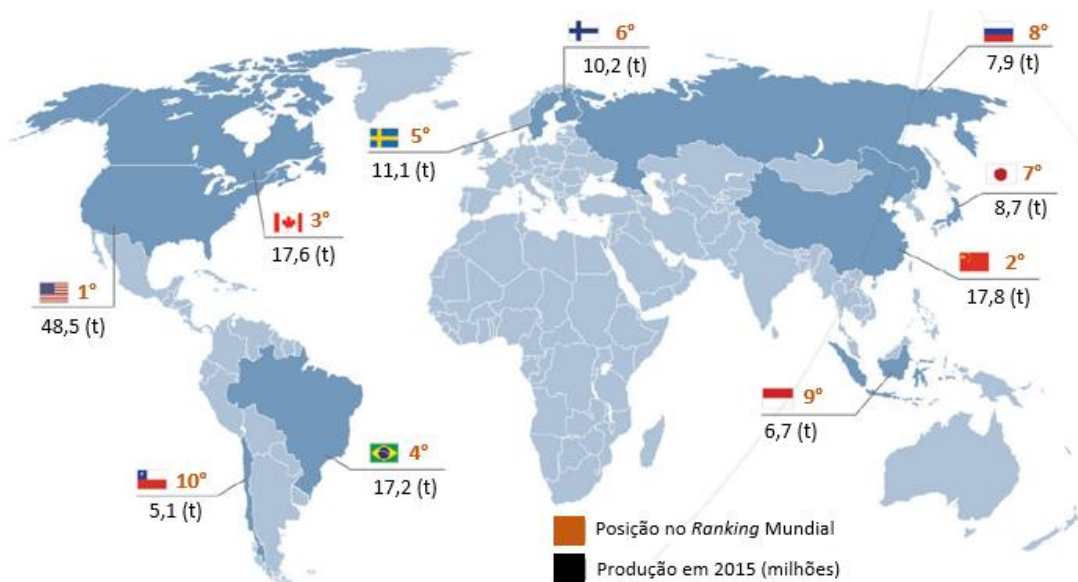 6°
10,2 (t)
8°
7,9 (t)
5°
11,1 (t)
7°
8,7 (t)
3°
17,6 (t)
2°
17,8 (t)
1°
48,5 (t)
9°
6,7 (t)
4°
17,2 (t)
10°
5,1 (t)
Posição no Ranking Mundial
Produção em 2015 (milhões)